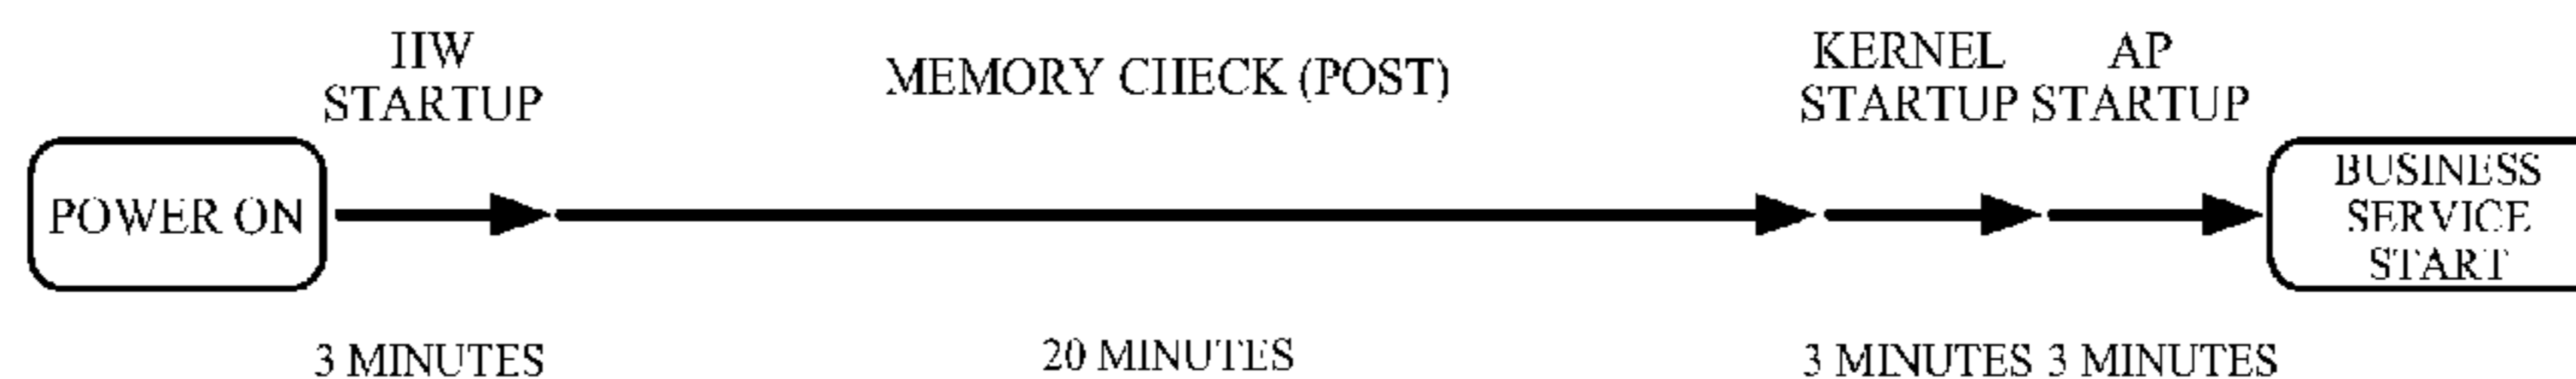 HW
STARTUP
MEMORY CHECK (POST)
KERNEL
STARTUP
AP
STARTUP
POWER ON
BUSINESS
SERVICE
START
3 MINUTES
20 MINUTES
3 MINUTES
3 MINUTES